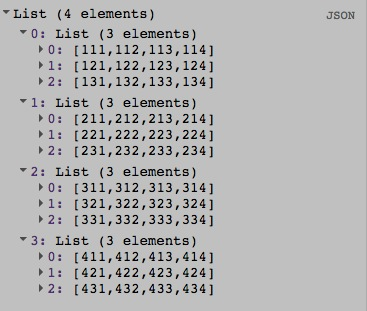 List (4 elements) JSON
0: List (3 elements)
0: [111,112,113,114]
1: [121,122,123,124]
2: [131,132,133,134]
1: List (3 elements)
0: [211,212,213,214]
1: [221,222,223,224]
2: [231,232,233,234]
2: List (3 elements)
0: [311,312,313,314]
1: [321,322,323,324]
2: [331,332,333,334]
3: List (3 elements)
0: [411,412,413,414]
1: [421,422,423,424]
2: [431,432,433,434]